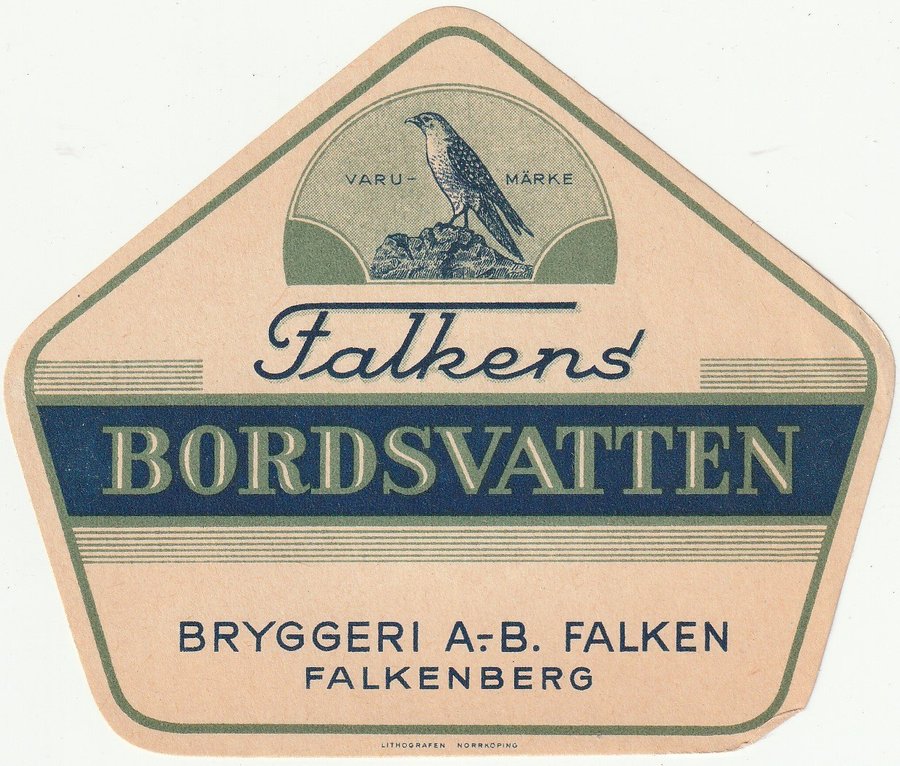 VARU- MÄRKE
Falkens
BORDSVATTEN
BRYGGERI A.-B. FALKEN
FALKENBERG
LITHOGRAFEN NORRKÖPING